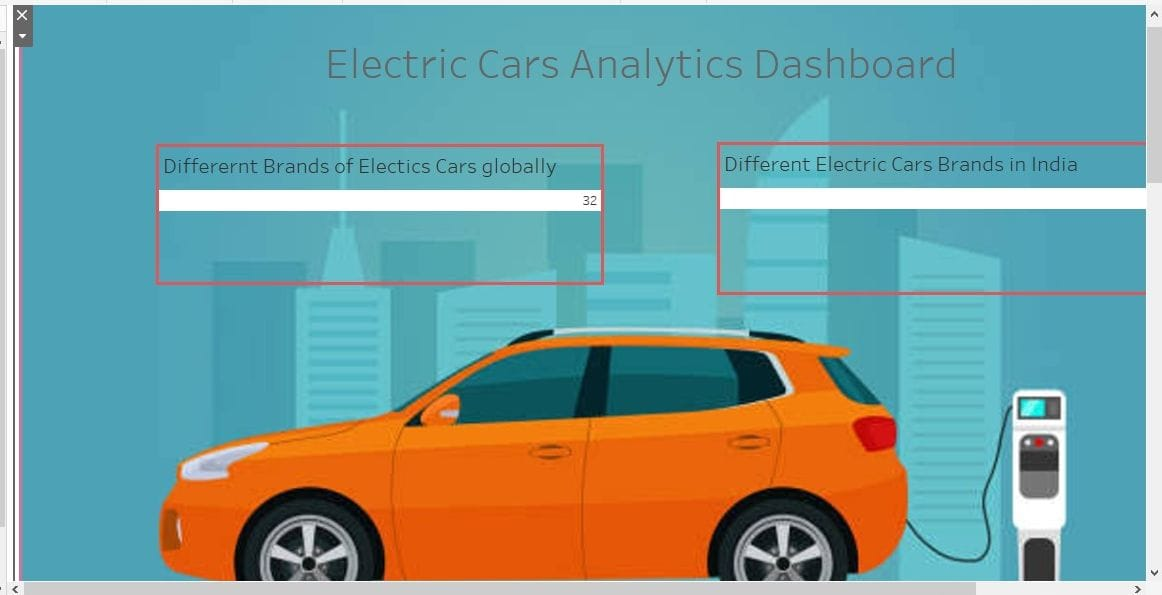 Electric Cars Analytics Dashboard
Differernt Brands of Electics Cars globally
32
Different Electric Cars Brands in India